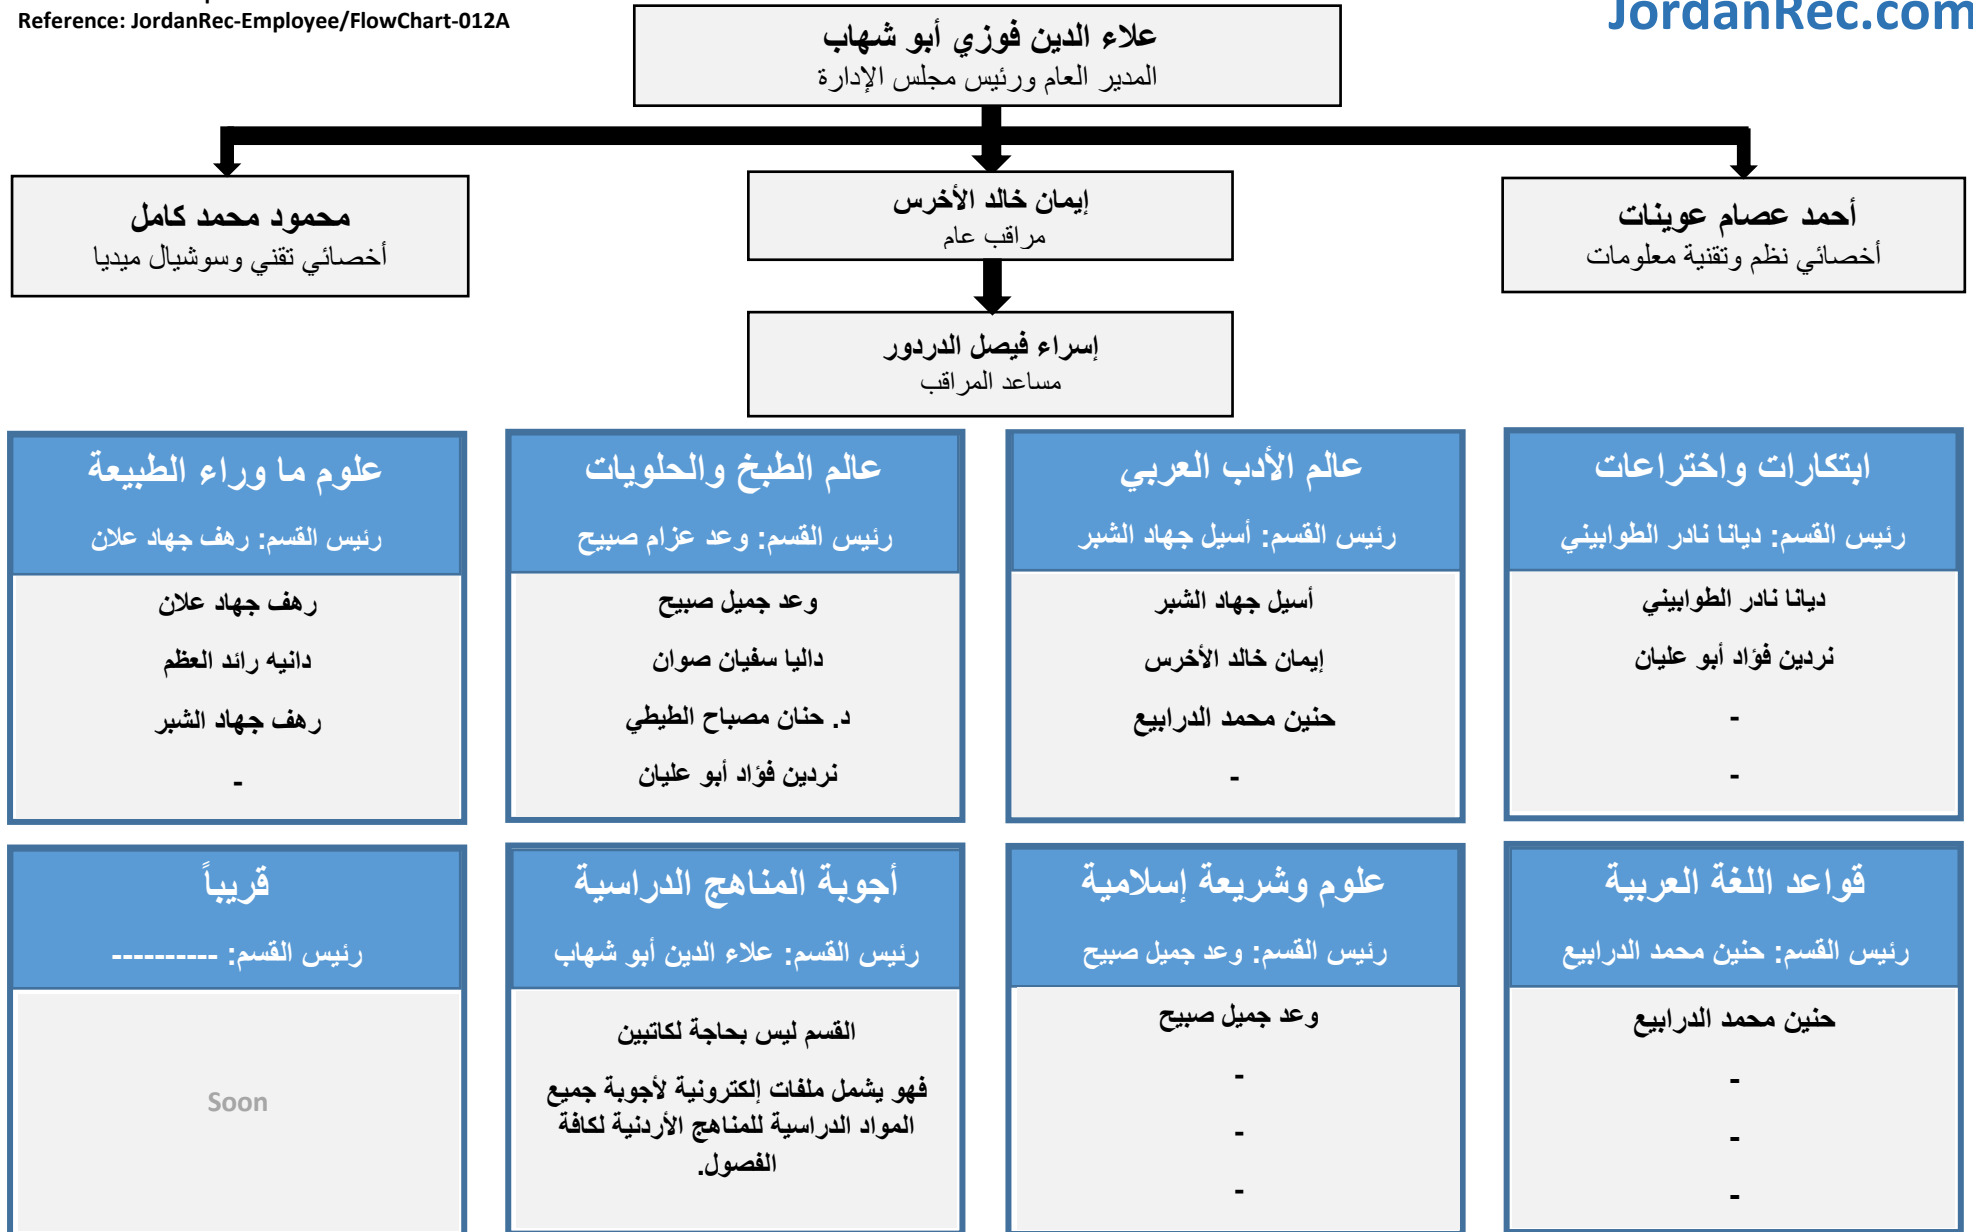 Reference: JordanRec-Employee/FlowChart-012A
JordanRec.com
علاء الدين فوزي أبو شهاب
المدير العام ورئيس مجلس الإدارة
أحمد عصام عوينات
أخصائي نظم وتقنية معلومات
إيمان خالد الأخرس
مراقب عام
محمود محمد كامل
أخصائي تقني وسوشيال ميديا
إسراء فيصل الدردور
مساعد المراقب
ابتكارات واختراعات
رئيس القسم: ديانا نادر الطوابيني
ديانا نادر الطوابيني
نردين فؤاد أبو عليان
-
-
عالم الأدب العربي
رئيس القسم: أسيل جهاد الشبر
أسيل جهاد الشبر
إيمان خالد الأخرس
حنين محمد الدرابيع
-
عالم الطبخ والحلويات
رئيس القسم: وعد عزام صبيح
وعد جميل صبيح
داليا سفيان صوان
د. حنان مصباح الطيطي
نردين فؤاد أبو عليان
علوم ما وراء الطبيعة
رئيس القسم: رهف جهاد علان
رهف جهاد علان
دانيه رائد العظم
رهف جهاد الشبر
-
قواعد اللغة العربية
رئيس القسم: حنين محمد الدرابيع
حنين محمد الدرابيع
-
-
-
علوم وشريعة إسلامية
رئيس القسم: وعد جميل صبيح
وعد جميل صبيح
-
-
-
أجوبة المناهج الدراسية
رئيس القسم: علاء الدين أبو شهاب
القسم ليس بحاجة لكاتبين
فهو يشمل ملفات إلكترونية لأجوبة جميع
المواد الدراسية للمناهج الأردنية لكافة
الفصول.
قريباً
رئيس القسم: ----------
Soon